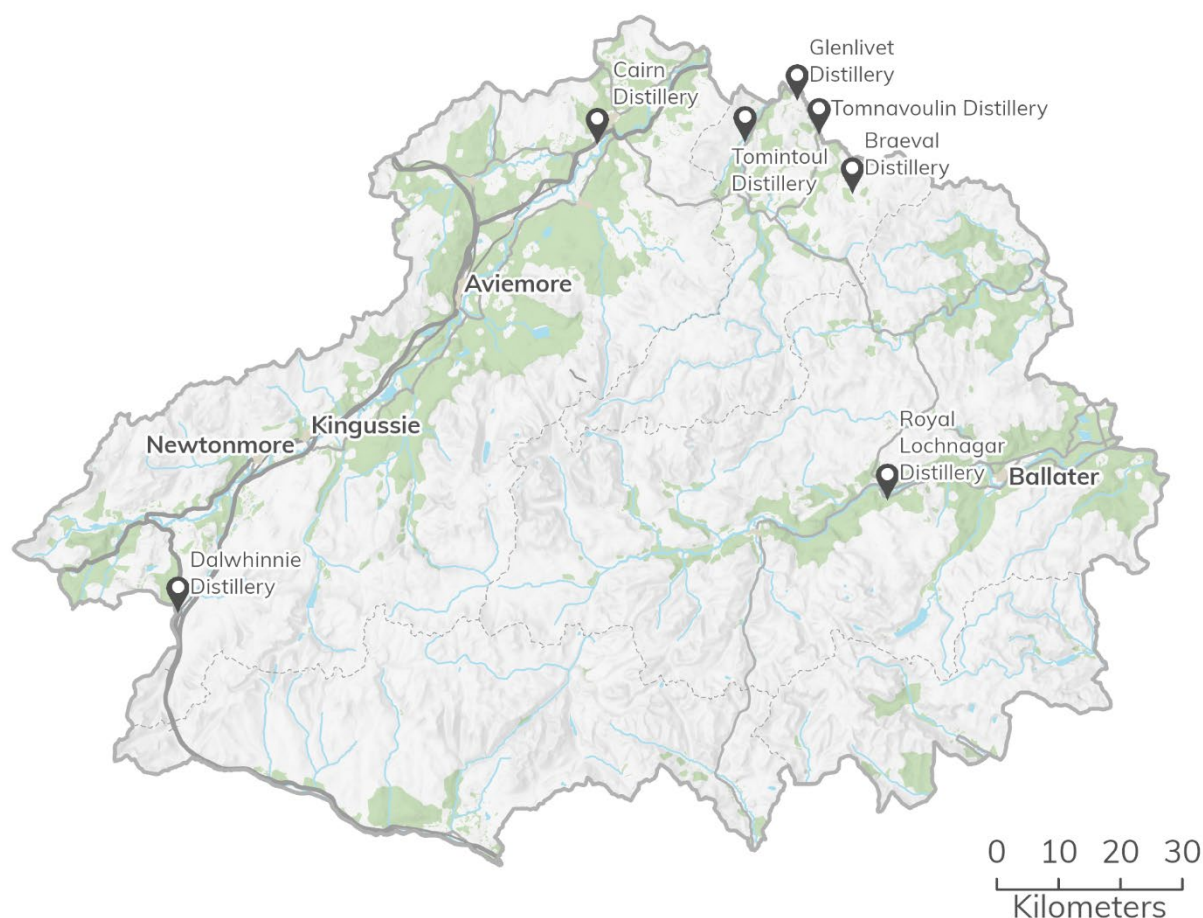 Glenlivet
Distillery
Cairn
Distillery
Tomnavoulin Distillery
Braeval
Distillery
Tomintoul
Distillery
Aviemore
Kingussie
Newtonmore
Royal
Lochnagar
Distillery
Ballater
Dalwhinnie
Distillery
0 10 20 30
Kilometers